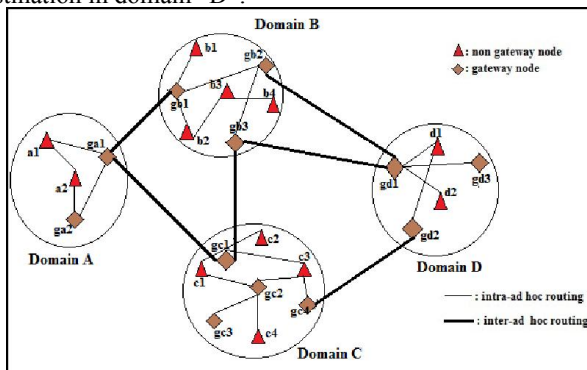 Domain B
b1
gb2
: non gateway node
: gateway node
b3
b4
b2
gb3
a1
ga1
a2
ga2
Domain A
d1
gd1
gd3
d2
gd2
Domain D
c2
gc1
c3
c1
gc2
gc4
gc3
c4
Domain C
: intra-ad hoc routing
: inter-ad hoc routing